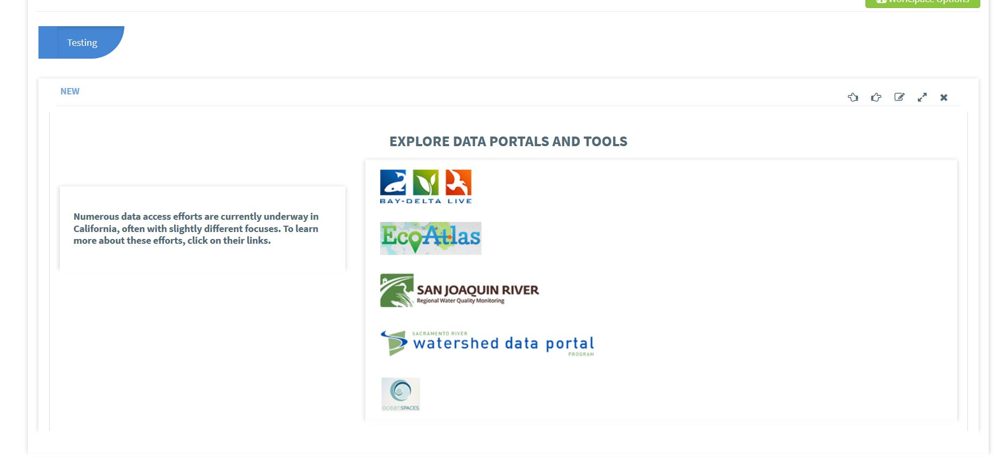 Workspace Options
Testing
NEW
EXPLORE DATA PORTALS AND TOOLS
BAY-DELTA LIVE
Numerous data access efforts are currently underway in
California, often with slightly different focuses. To learn
more about these efforts, click on their links.
EcoAtlas
SAN JOAQUIN RIVER
Regional Water Quality Monitoring
SACRAMENTO RIVER
watershed data portal
PROGRAM
oceanSPACES